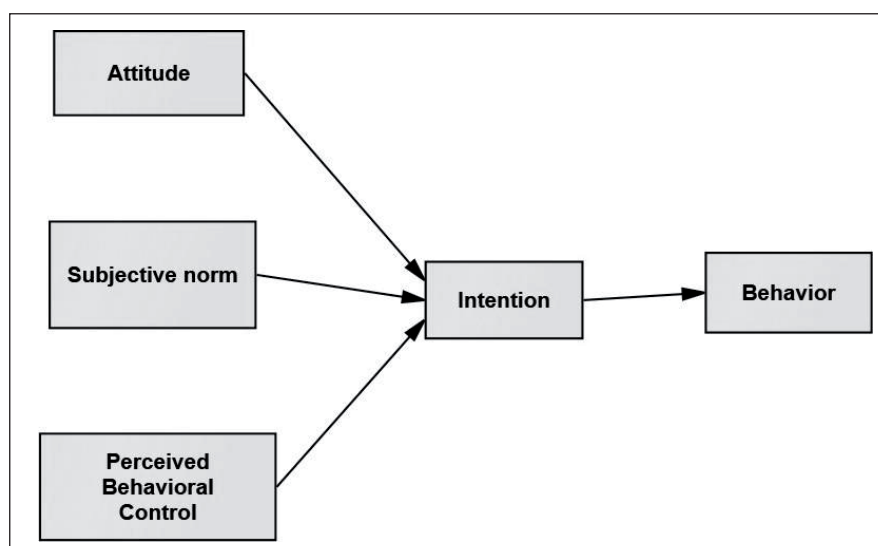 Attitude
Subjective norm
Intention
Behavior
Perceived
Behavioral
Control